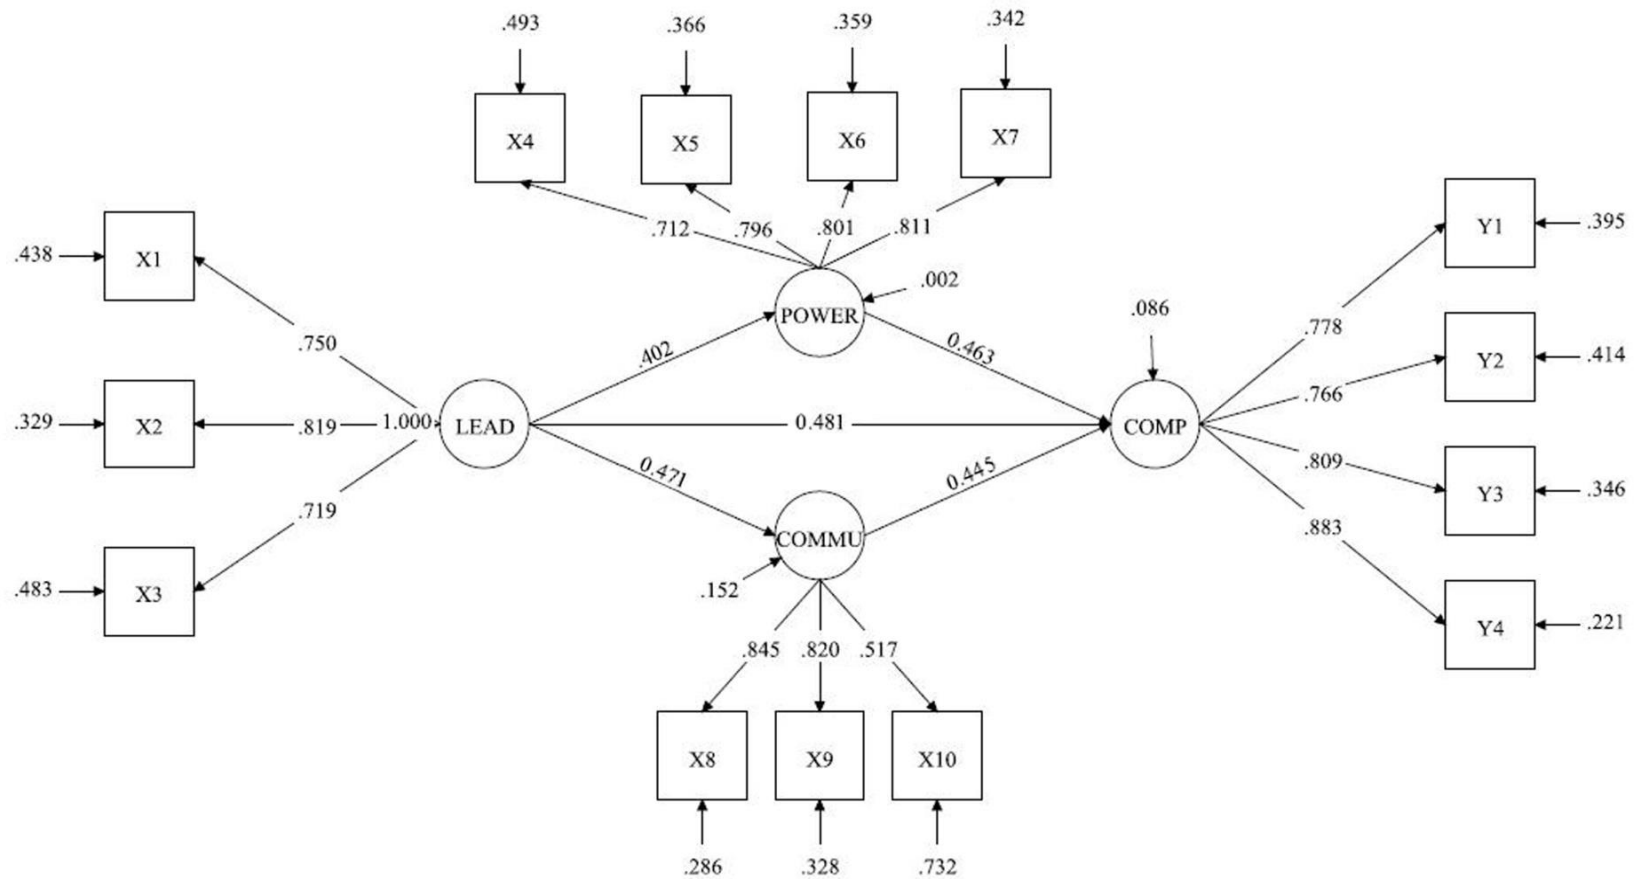 .493 .366 .359 .342
X4 X5 X6 X7
.712 .796 .801 .811
.438 X1
Y1 .395
.002
POWER
.086
.750
.402
0.463
.778
Y2 .414
.766
.329 X2 .819 1.000 LEAD 0.481 COMP
0.471
0.445
.809
Y3 .346
.719
.883
COMMU
.483 X3
.152
Y4 .221
.845 .820 .517
X8 X9 X10
.286 .328 .732